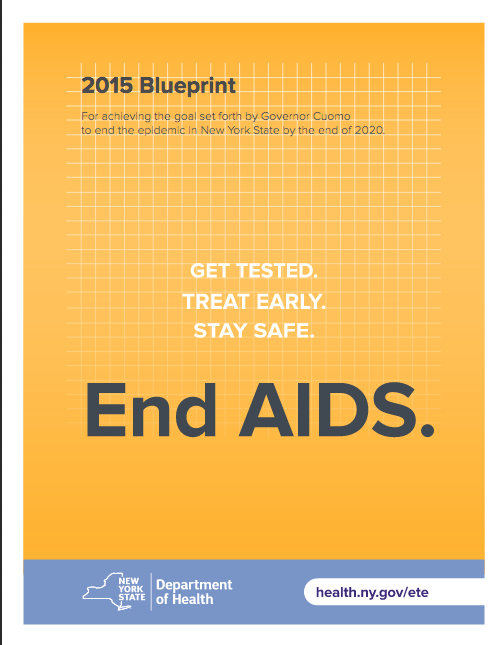 2015 Blueprint
For achieving the goal set forth by Governor Cuomo
to end the epidemic in New York State by the end of 2020.
GET TESTED.
TREAT EARLY.
STAY SAFE.
End AIDS.
NEW
YORK
STATE
Department
of Health
health.ny.gov/ete